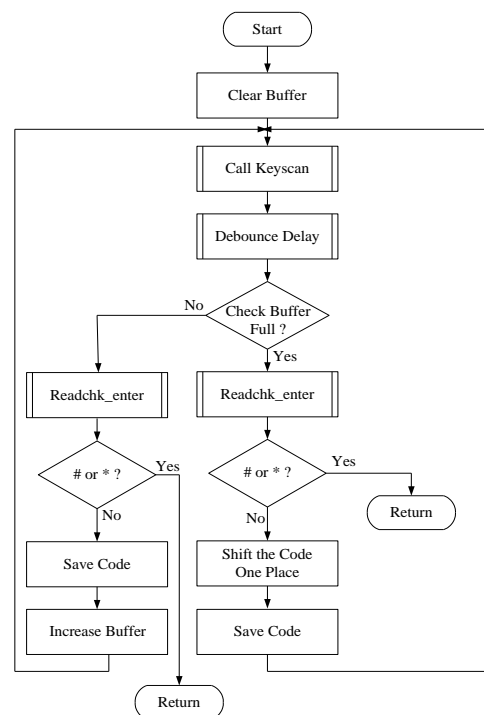 Start
Clear Buffer
Call Keyscan
Debounce Delay
Check Buffer
Full ?
No
Yes
Readchk_enter
Readchk_enter
# or * ?
Yes
# or * ?
Yes
No
No
Return
Save Code
Shift the Code
One Place
Increase Buffer
Save Code
Return